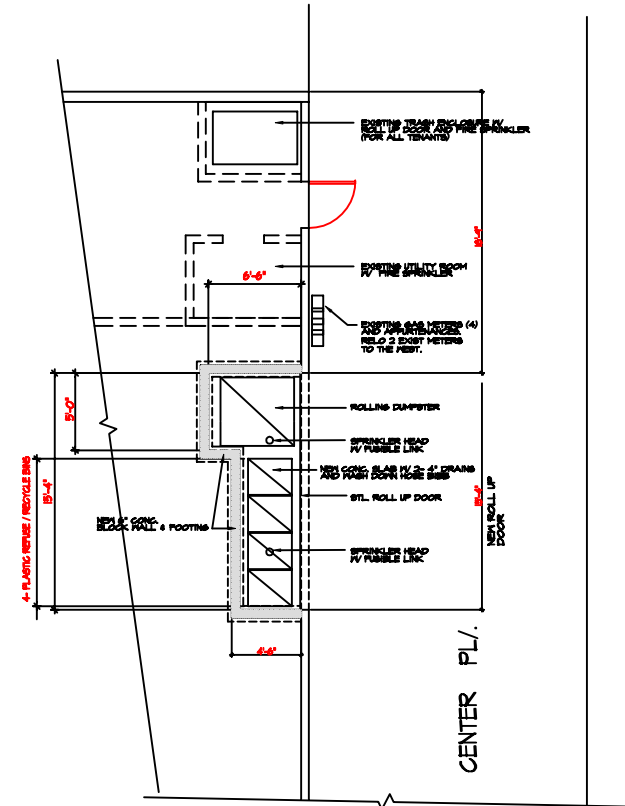 EXISTING TRASH ENCLOSURE W/
ROLL UP DOOR AND FIRE SPRINKLER
(FOR ALL TENANTS)
EXISTING UTILITY ROOM
W/ FIRE SPRINKLER
6'-6"
EXISTING GAS METERS (4)
AND APPURTENANCES.
RELO 2 EXIST METERS
TO THE WEST.
ROLLING DUMPSTER
5'-0"
SPRINKLER HEAD
W/ FUSIBLE LINK
NEW CONC. SLAB W/ 2- 4" DRAINS
AND WASH DOWN HOSE BIBB
15'-4"
STL. ROLL UP DOOR
NEW ROLL UP
DOOR
4- PLASTIC REFUSE / RECYCLE BINS
NEW 8" CONC.
BLOCK WALL & FOOTING
SPRINKLER HEAD
W/ FUSIBLE LINK
4'-6"
CENTER PL/.